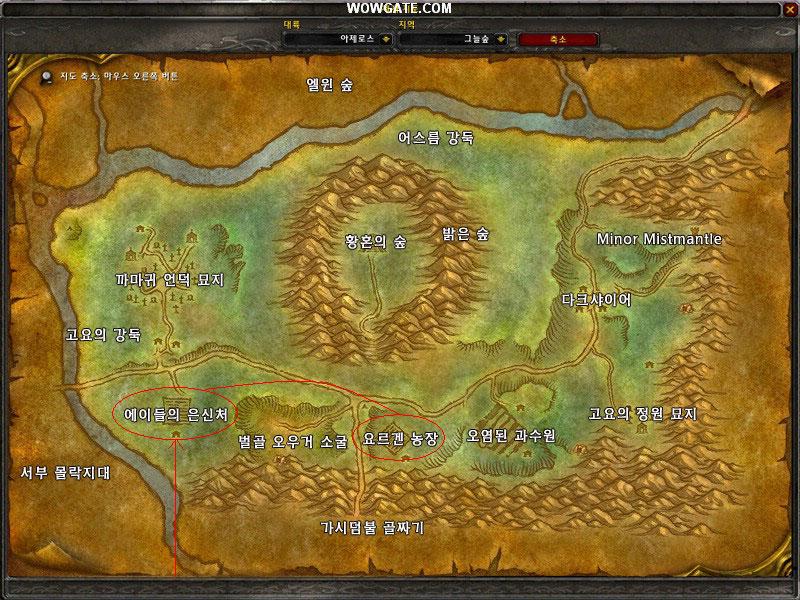 WOWGATE.COM
대륙
지역
아제로스
그늘숲
축소
지도 축소: 마우스 오른쪽 버튼
엘윈 숲
어스름 강둑
황혼의 숲
밝은 숲
Minor Mistmantle
까마귀 언덕 묘지
다크샤이어
고요의 강둑
에이들의 은신처
벌골 오우거 소굴
요르겐 농장
오염된 과수원
고요의 정원 묘지
서부 몰락지대
가시덤불 골짜기